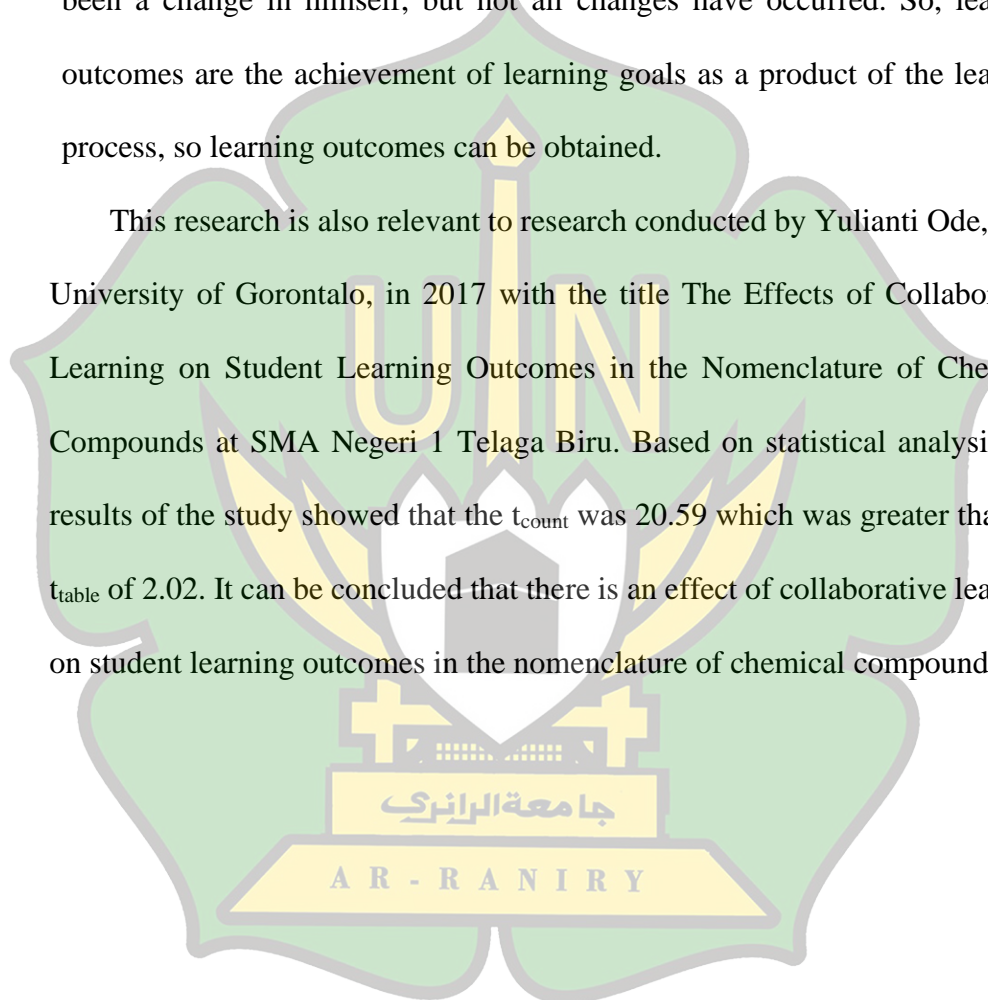 been a change in himself, but not all changes have occurred. So, lea
outcomes are the achievement of learning goals as a product of the lea
process, so learning outcomes can be obtained.
This research is also relevant to research conducted by Yulianti Ode,
University of Gorontalo, in 2017 with the title The Effects of Collabo
Learning on Student Learning Outcomes in the Nomenclature of Che
Compounds at SMA Negeri 1 Telaga Biru. Based on statistical analysi
results of the study showed that the tcount was 20.59 which was greater tha
ttable of 2.02. It can be concluded that there is an effect of collaborative lea
on student learning outcomes in the nomenclature of chemical compound
UIN
جامعة الرانري
AR-RANIRY